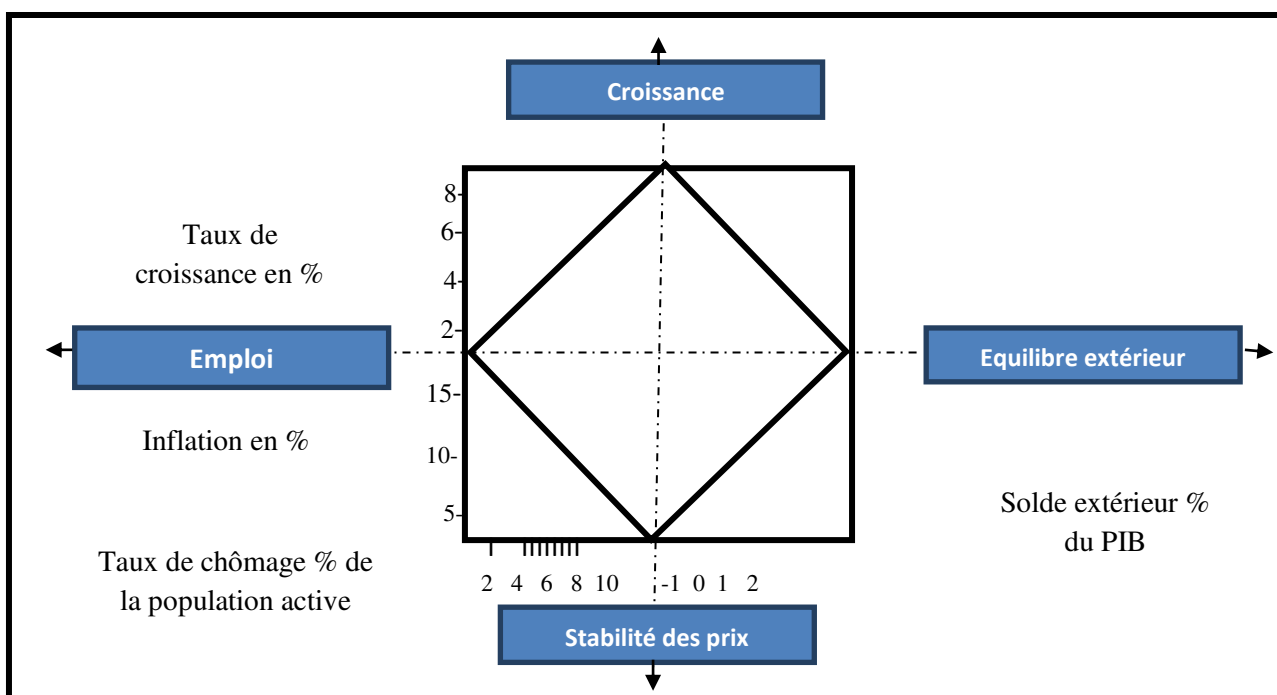 Croissance
8-
6-
Taux de
croissance en %
4-
2-
Emploi
Equilibre extérieur
15-
Inflation en %
10-
5-
Solde extérieur %
du PIB
Taux de chômage % de
la population active
2 4 6 8 10 -1 0 1 2
Stabilité des prix